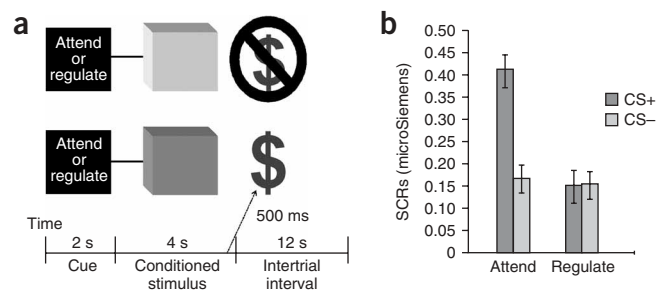 a
Attend
or
regulate
$
Attend
or
regulate
$
500 ms
Time
2 s 4 s 12 s
Cue Conditioned stimulus Intertrial interval
b
0.50
0.45
0.40
0.35
0.30
0.25
0.20
0.15
0.10
0.05
0
SCRs (microSiemens)
CS+
CS–
Attend Regulate